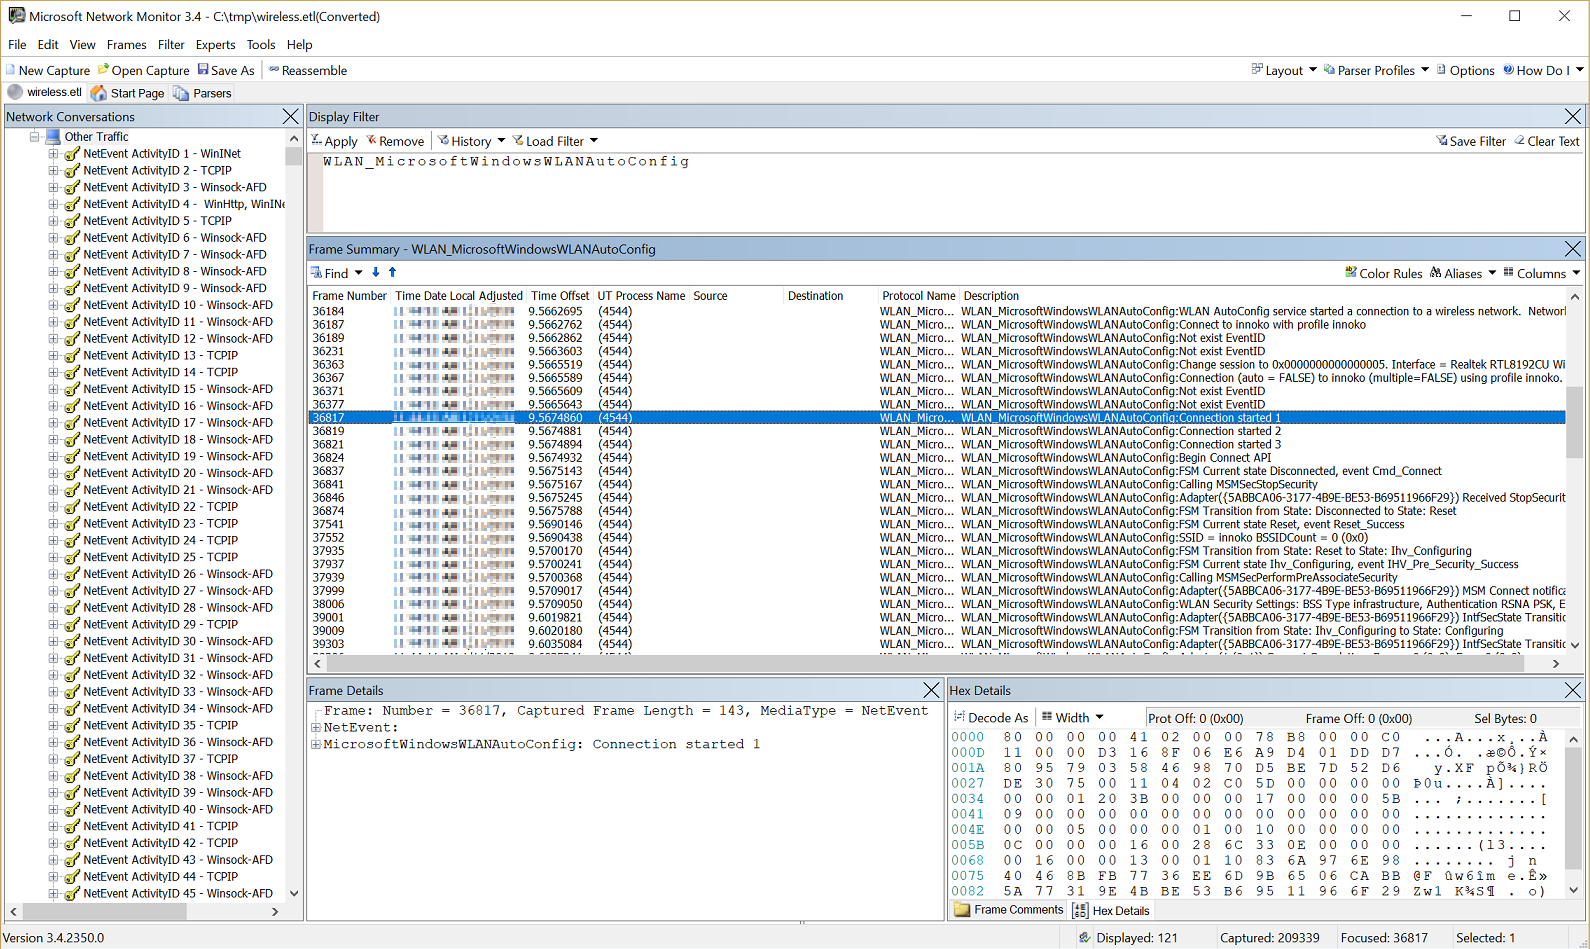 Microsoft Network Monitor 3.4 - C:\tmp\wireless.etl(Converted)
File Edit View Frames Filter Experts Tools Help
New Capture Open Capture Save As Reassemble
Layout Parser Profiles Options How Do I
wireless.etl Start Page Parsers
Network Conversations
Other Traffic
NetEvent ActivityID 1 - WinINet
NetEvent ActivityID 2 - TCPIP
NetEvent ActivityID 3 - Winsock-AFD
NetEvent ActivityID 4 - WinHttp, WinINe
NetEvent ActivityID 5 - TCPIP
NetEvent ActivityID 6 - Winsock-AFD
NetEvent ActivityID 7 - Winsock-AFD
NetEvent ActivityID 8 - Winsock-AFD
NetEvent ActivityID 9 - Winsock-AFD
NetEvent ActivityID 10 - Winsock-AFD
NetEvent ActivityID 11 - Winsock-AFD
NetEvent ActivityID 12 - Winsock-AFD
NetEvent ActivityID 13 - TCPIP
NetEvent ActivityID 14 - TCPIP
NetEvent ActivityID 15 - Winsock-AFD
NetEvent ActivityID 16 - Winsock-AFD
NetEvent ActivityID 17 - Winsock-AFD
NetEvent ActivityID 18 - Winsock-AFD
NetEvent ActivityID 19 - Winsock-AFD
NetEvent ActivityID 20 - Winsock-AFD
NetEvent ActivityID 21 - Winsock-AFD
NetEvent ActivityID 22 - TCPIP
NetEvent ActivityID 23 - TCPIP
NetEvent ActivityID 24 - TCPIP
NetEvent ActivityID 25 - TCPIP
NetEvent ActivityID 26 - Winsock-AFD
NetEvent ActivityID 27 - Winsock-AFD
NetEvent ActivityID 28 - Winsock-AFD
NetEvent ActivityID 29 - TCPIP
NetEvent ActivityID 30 - Winsock-AFD
NetEvent ActivityID 31 - Winsock-AFD
NetEvent ActivityID 32 - Winsock-AFD
NetEvent ActivityID 33 - Winsock-AFD
NetEvent ActivityID 34 - Winsock-AFD
NetEvent ActivityID 35 - TCPIP
NetEvent ActivityID 36 - Winsock-AFD
NetEvent ActivityID 37 - TCPIP
NetEvent ActivityID 38 - Winsock-AFD
NetEvent ActivityID 39 - Winsock-AFD
NetEvent ActivityID 40 - Winsock-AFD
NetEvent ActivityID 41 - TCPIP
NetEvent ActivityID 42 - TCPIP
NetEvent ActivityID 43 - Winsock-AFD
NetEvent ActivityID 44 - TCPIP
NetEvent ActivityID 45 - Winsock-AFD
Display Filter
Apply Remove History Load Filter Save Filter Clear Text
WLAN_MicrosoftWindowsWLANAutoConfig
Frame Summary - WLAN_MicrosoftWindowsWLANAutoConfig
Find Color Rules Aliases Columns
Frame Number Time Date Local Adjusted Time Offset UT Process Name Source Destination Protocol Name Description
36184 9.5662695 (4544) WLAN_Micro... WLAN_MicrosoftWindowsWLANAutoConfig:WLAN AutoConfig service started a connection to a wireless network. Networl
36187 9.5662762 (4544) WLAN_Micro... WLAN_MicrosoftWindowsWLANAutoConfig:Connect to innoko with profile innoko
36189 9.5662862 (4544) WLAN_Micro... WLAN_MicrosoftWindowsWLANAutoConfig:Not exist EventID
36231 9.5663603 (4544) WLAN_Micro... WLAN_MicrosoftWindowsWLANAutoConfig:Not exist EventID
36363 9.5665519 (4544) WLAN_Micro... WLAN_MicrosoftWindowsWLANAutoConfig:Change session to 0x0000000000000005. Interface = Realtek RTL8192CU Wi
36367 9.5665589 (4544) WLAN_Micro... WLAN_MicrosoftWindowsWLANAutoConfig:Connection (auto = FALSE) to innoko (multiple=FALSE) using profile innoko.
36371 9.5665609 (4544) WLAN_Micro... WLAN_MicrosoftWindowsWLANAutoConfig:Not exist EventID
36377 9.5665643 (4544) WLAN_Micro... WLAN_MicrosoftWindowsWLANAutoConfig:Not exist EventID
36817 9.5674860 (4544) WLAN_Micro... WLAN_MicrosoftWindowsWLANAutoConfig:Connection started 1
36819 9.5674881 (4544) WLAN_Micro... WLAN_MicrosoftWindowsWLANAutoConfig:Connection started 2
36821 9.5674894 (4544) WLAN_Micro... WLAN_MicrosoftWindowsWLANAutoConfig:Connection started 3
36824 9.5674932 (4544) WLAN_Micro... WLAN_MicrosoftWindowsWLANAutoConfig:Begin Connect API
36837 9.5675143 (4544) WLAN_Micro... WLAN_MicrosoftWindowsWLANAutoConfig:FSM Current state Disconnected, event Cmd_Connect
36841 9.5675167 (4544) WLAN_Micro... WLAN_MicrosoftWindowsWLANAutoConfig:Calling MSMSecStopSecurity
36846 9.5675245 (4544) WLAN_Micro... WLAN_MicrosoftWindowsWLANAutoConfig:Adapter({5ABBCA06-3177-4B9E-BE53-B69511966F29}) Received StopSecurit
36874 9.5675788 (4544) WLAN_Micro... WLAN_MicrosoftWindowsWLANAutoConfig:FSM Transition from State: Disconnected to State: Reset
37541 9.5690146 (4544) WLAN_Micro... WLAN_MicrosoftWindowsWLANAutoConfig:FSM Current state Reset, event Reset_Success
37552 9.5690438 (4544) WLAN_Micro... WLAN_MicrosoftWindowsWLANAutoConfig:SSID = innoko BSSIDCount = 0 (0x0)
37935 9.5700170 (4544) WLAN_Micro... WLAN_MicrosoftWindowsWLANAutoConfig:FSM Transition from State: Reset to State: Ihv_Configuring
37937 9.5700241 (4544) WLAN_Micro... WLAN_MicrosoftWindowsWLANAutoConfig:FSM Current state Ihv_Configuring, event IHV_Pre_Security_Success
37939 9.5700368 (4544) WLAN_Micro... WLAN_MicrosoftWindowsWLANAutoConfig:Calling MSMSecPerformPreAssociateSecurity
37999 9.5709017 (4544) WLAN_Micro... WLAN_MicrosoftWindowsWLANAutoConfig:Adapter({5ABBCA06-3177-4B9E-BE53-B69511966F29}) MSM Connect notifica
38006 9.5709050 (4544) WLAN_Micro... WLAN_MicrosoftWindowsWLANAutoConfig:WLAN Security Settings: BSS Type infrastructure, Authentication RSNA PSK, E
39001 9.6019821 (4544) WLAN_Micro... WLAN_MicrosoftWindowsWLANAutoConfig:Adapter({5ABBCA06-3177-4B9E-BE53-B69511966F29}) IntfSecState Transitic
39009 9.6020180 (4544) WLAN_Micro... WLAN_MicrosoftWindowsWLANAutoConfig:FSM Transition from State: Ihv_Configuring to State: Configuring
39303 9.6035084 (4544) WLAN_Micro... WLAN_MicrosoftWindowsWLANAutoConfig:Adapter({5ABBCA06-3177-4B9E-BE53-B69511966F29}) IntfSecState Transitic
Frame Details
Frame: Number = 36817, Captured Frame Length = 143, MediaType = NetEvent
NetEvent:
MicrosoftWindowsWLANAutoConfig: Connection started 1
Hex Details
Decode As Width Prot Off: 0 (0x00) Frame Off: 0 (0x00) Sel Bytes: 0
0000 80 00 00 00 41 02 00 00 78 B8 00 00 C0 ...A...x¸..À
000D 11 00 00 D3 16 8F 06 E6 A9 D4 01 DD D7 ...Ó. .æ©Ô.Ý×
001A 80 95 79 03 58 46 98 70 D5 BE 7D 52 D6 y.XF pÕ¾}RÖ
0027 DE 30 75 00 11 04 02 C0 5D 00 00 00 00 Þ0u....À]....
0034 00 00 01 20 3B 00 00 00 17 00 00 00 5B ... ;.......[
0041 09 00 00 00 00 00 00 00 00 00 00 00 00 .............
004E 00 00 05 00 00 00 01 00 10 00 00 00 00 .............
005B 0C 00 00 00 16 00 28 6C 33 0E 00 00 00 ......(l3....
0068 00 16 00 00 13 00 01 10 83 6A 97 6E 98 ........ j n
0075 40 46 8B FB 77 36 EE 6D 9B 65 06 CA BB @F ûw6îm e.Ê»
0082 5A 77 31 9E 4B BE 53 B6 95 11 96 6F 29 Zw1 K¾S¶ . o)
Frame Comments Hex Details
Version 3.4.2350.0 Displayed: 121 Captured: 209339 Focused: 36817 Selected: 1